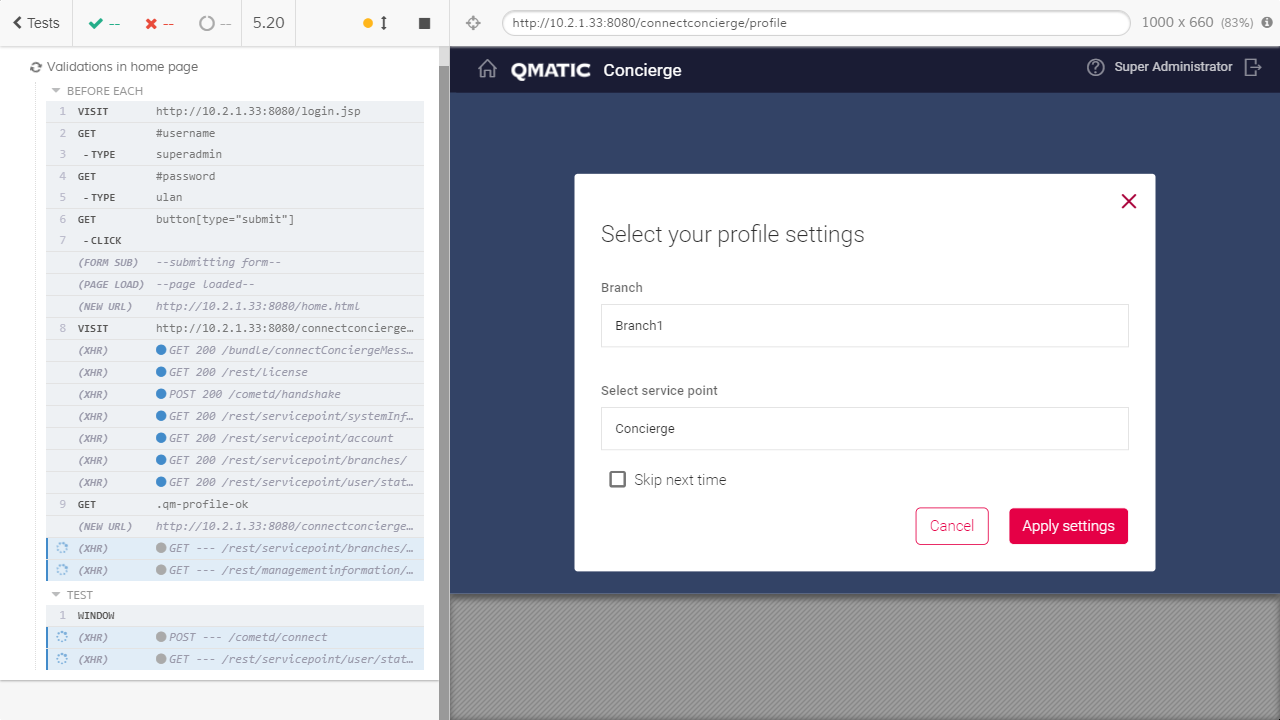 Tests
--
--
--
5.20
http://10.2.1.33:8080/connectconcierge/profile
1000 x 660 (83%)
Validations in home page
BEFORE EACH
1 VISIT http://10.2.1.33:8080/login.jsp
2 GET #username
3 -TYPE superadmin
4 GET #password
5 -TYPE ulan
6 GET button[type="submit"]
7 -CLICK
(FORM SUB) --submitting form--
(PAGE LOAD) --page loaded--
(NEW URL) http://10.2.1.33:8080/home.html
8 VISIT http://10.2.1.33:8080/connectconcierge…
(XHR) GET 200 /bundle/connectConciergeMess…
(XHR) GET 200 /rest/license
(XHR) POST 200 /cometd/handshake
(XHR) GET 200 /rest/servicepoint/systemInf…
(XHR) GET 200 /rest/servicepoint/account
(XHR) GET 200 /rest/servicepoint/branches/
(XHR) GET 200 /rest/servicepoint/user/stat…
9 GET .qm-profile-ok
(NEW URL) http://10.2.1.33:8080/connectconcierge…
(XHR) GET --- /rest/servicepoint/branches/…
(XHR) GET --- /rest/managementinformation/…
TEST
1 WINDOW
(XHR) POST --- /cometd/connect
(XHR) GET --- /rest/servicepoint/user/stat…
QMATIC Concierge
Super Administrator
Select your profile settings
Branch
Branch1
Select service point
Concierge
Skip next time
Cancel
Apply settings